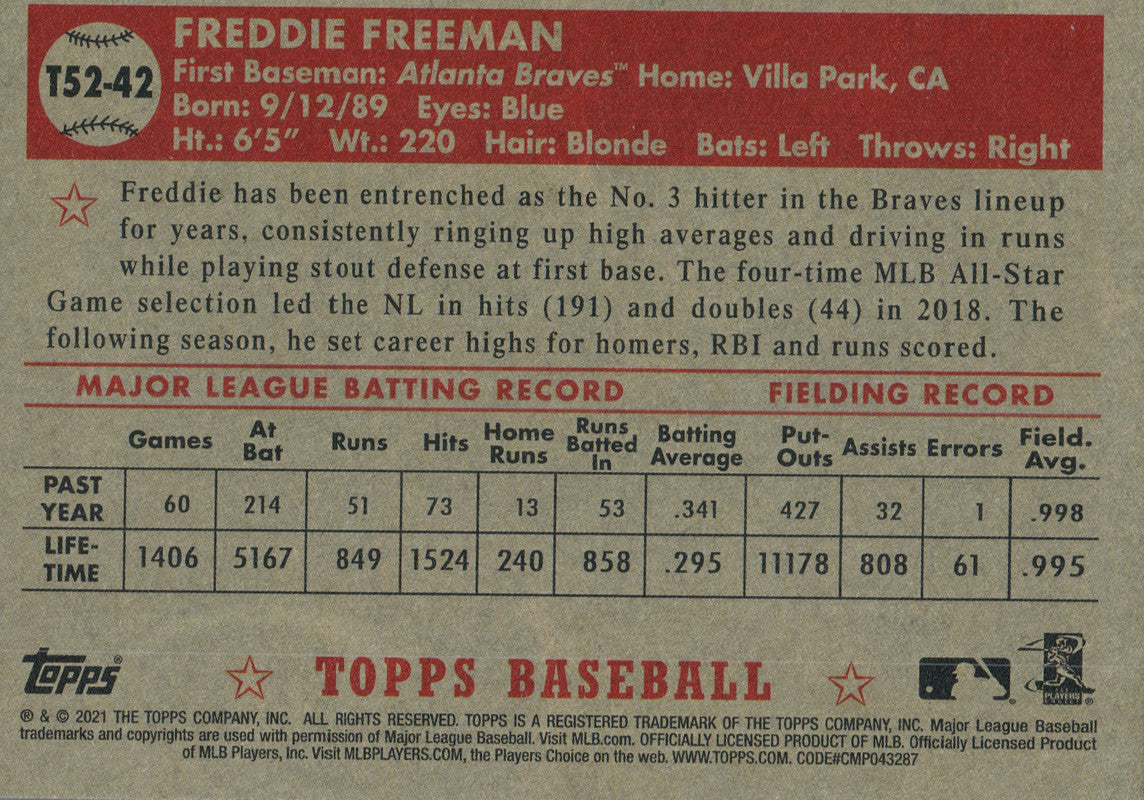 T52-42
FREDDIE FREEMAN
First Baseman: Atlanta Braves™ Home: Villa Park, CA
Born: 9/12/89 Eyes: Blue
Ht.: 6'5" Wt.: 220 Hair: Blonde Bats: Left Throws: Right
Freddie has been entrenched as the No. 3 hitter in the Braves lineup
for years, consistently ringing up high averages and driving in runs
while playing stout defense at first base. The four-time MLB All-Star
Game selection led the NL in hits (191) and doubles (44) in 2018. The
following season, he set career highs for homers, RBI and runs scored.
MAJOR LEAGUE BATTING RECORD FIELDING RECORD
Games At Bat Runs Hits Home Runs Runs Batted In Batting Average Put-Outs Assists Errors Field. Avg.
PAST YEAR 60 214 51 73 13 53 .341 427 32 1 .998
LIFE-TIME 1406 5167 849 1524 240 858 .295 11178 808 61 .995
Topps® TOPPS BASEBALL ® PLAYERS CHOICE ®
® & © 2021 THE TOPPS COMPANY, INC. ALL RIGHTS RESERVED. TOPPS IS A REGISTERED TRADEMARK OF THE TOPPS COMPANY, INC. Major League Baseball
trademarks and copyrights are used with permission of Major League Baseball. Visit MLB.com. OFFICIALLY LICENSED PRODUCT OF MLB. Officially Licensed Product
of MLB Players, Inc. Visit MLBPLAYERS.COM, the Players Choice on the web. WWW.TOPPS.COM. CODE#CMP043287